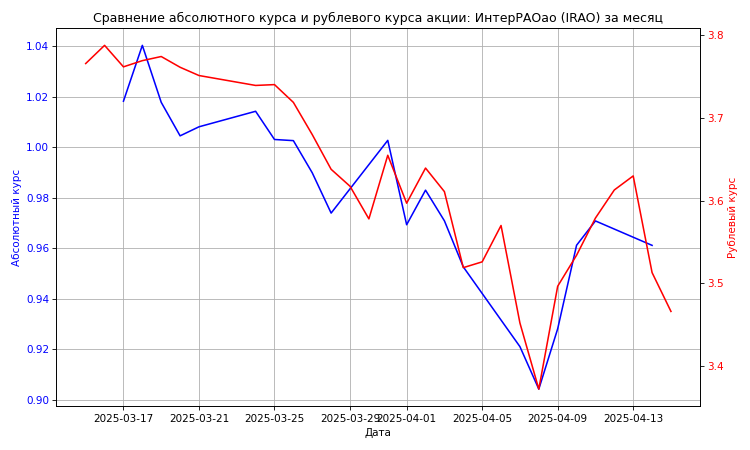 Сравнение абсолютного курса и рублевого курса акции: ИнтерРАОао (IRAO) за месяц
1.04
1.02
1.00
0.98
0.96
0.94
0.92
0.90
Абсолютный курс
3.8
3.7
3.6
3.5
3.4
Рублевый курс
2025-03-17 2025-03-21 2025-03-25 2025-03-29 2025-04-01 2025-04-05 2025-04-09 2025-04-13
Дата